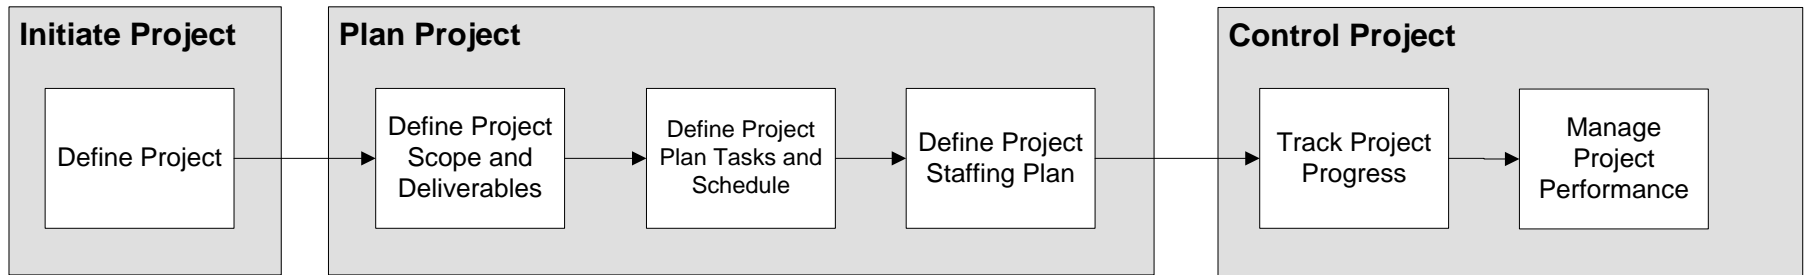 Initiate Project
Define Project
Plan Project
Define Project
Scope and
Deliverables
Define Project
Plan Tasks and
Schedule
Define Project
Staffing Plan
Control Project
Track Project
Progress
Manage
Project
Performance